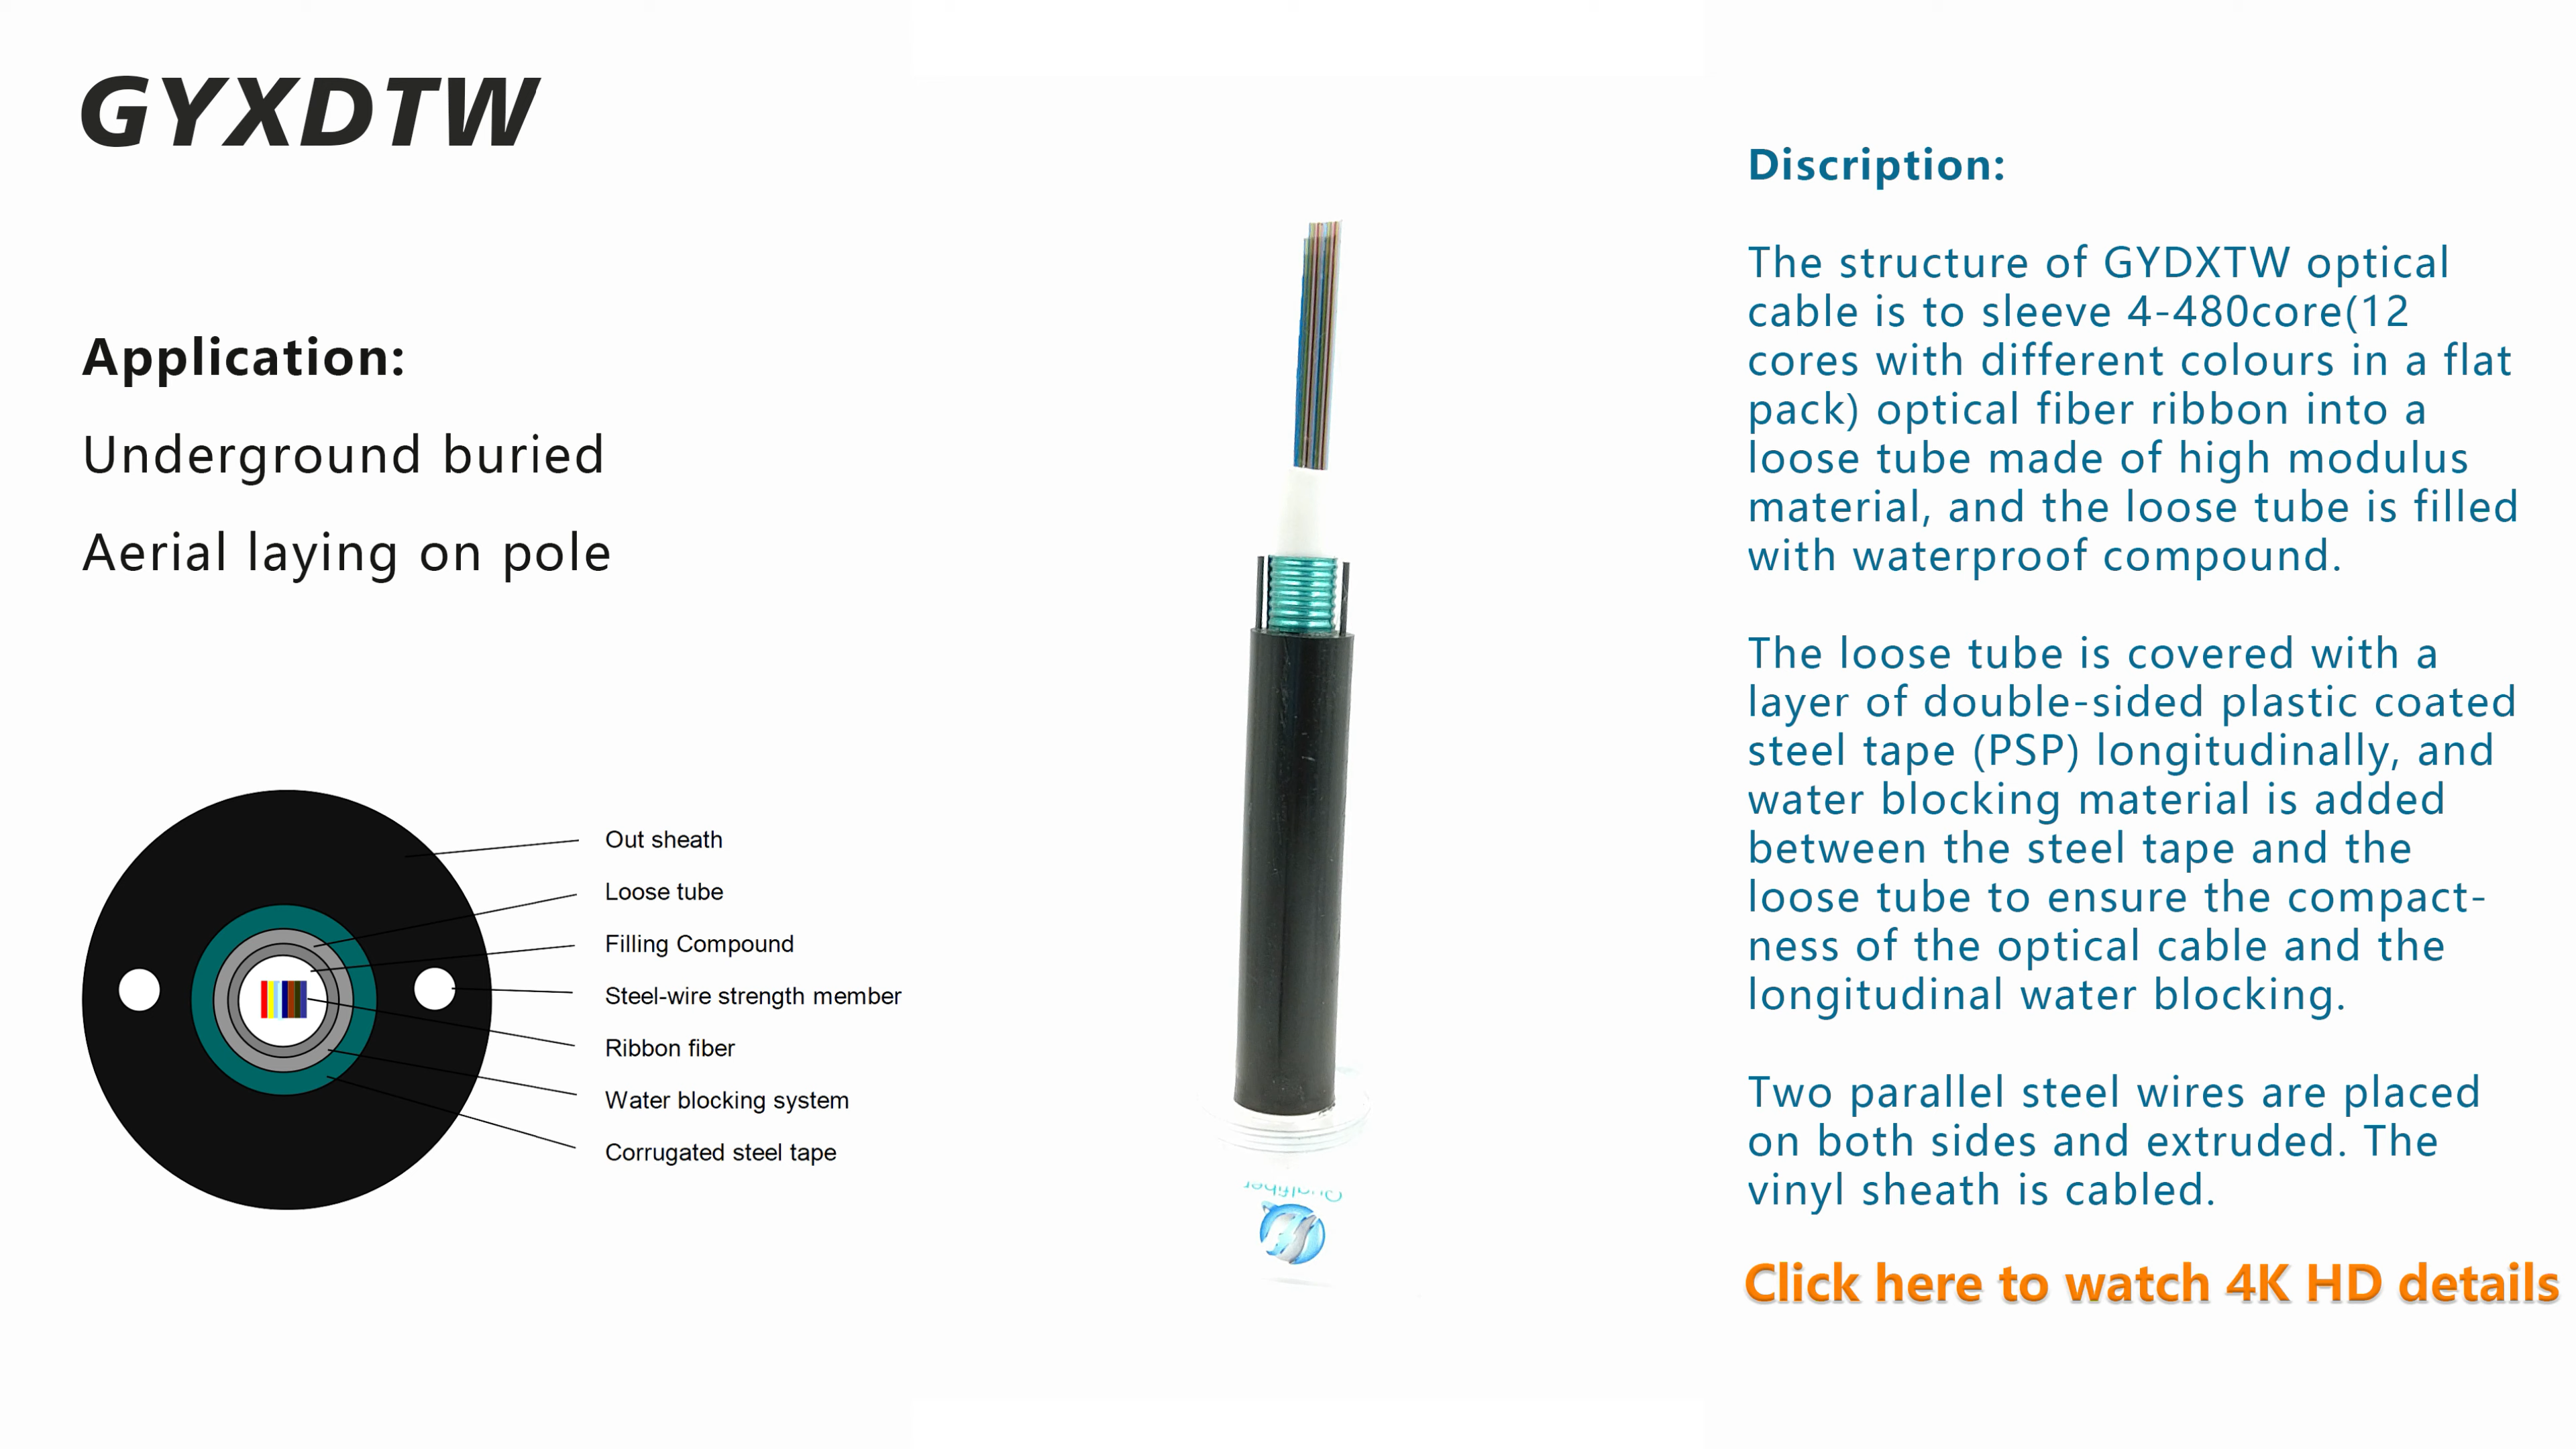 GYXDTW
Application:
Underground buried
Aerial laying on pole
Out sheath
Loose tube
Filling Compound
Steel-wire strength member
Ribbon fiber
Water blocking system
Corrugated steel tape
Qualfiber
Discription:
The structure of GYDXTW optical
cable is to sleeve 4-480core(12
cores with different colours in a flat
pack) optical fiber ribbon into a
loose tube made of high modulus
material, and the loose tube is filled
with waterproof compound.
The loose tube is covered with a
layer of double-sided plastic coated
steel tape (PSP) longitudinally, and
water blocking material is added
between the steel tape and the
loose tube to ensure the compact-
ness of the optical cable and the
longitudinal water blocking.
Two parallel steel wires are placed
on both sides and extruded. The
vinyl sheath is cabled.
Click here to watch 4K HD details